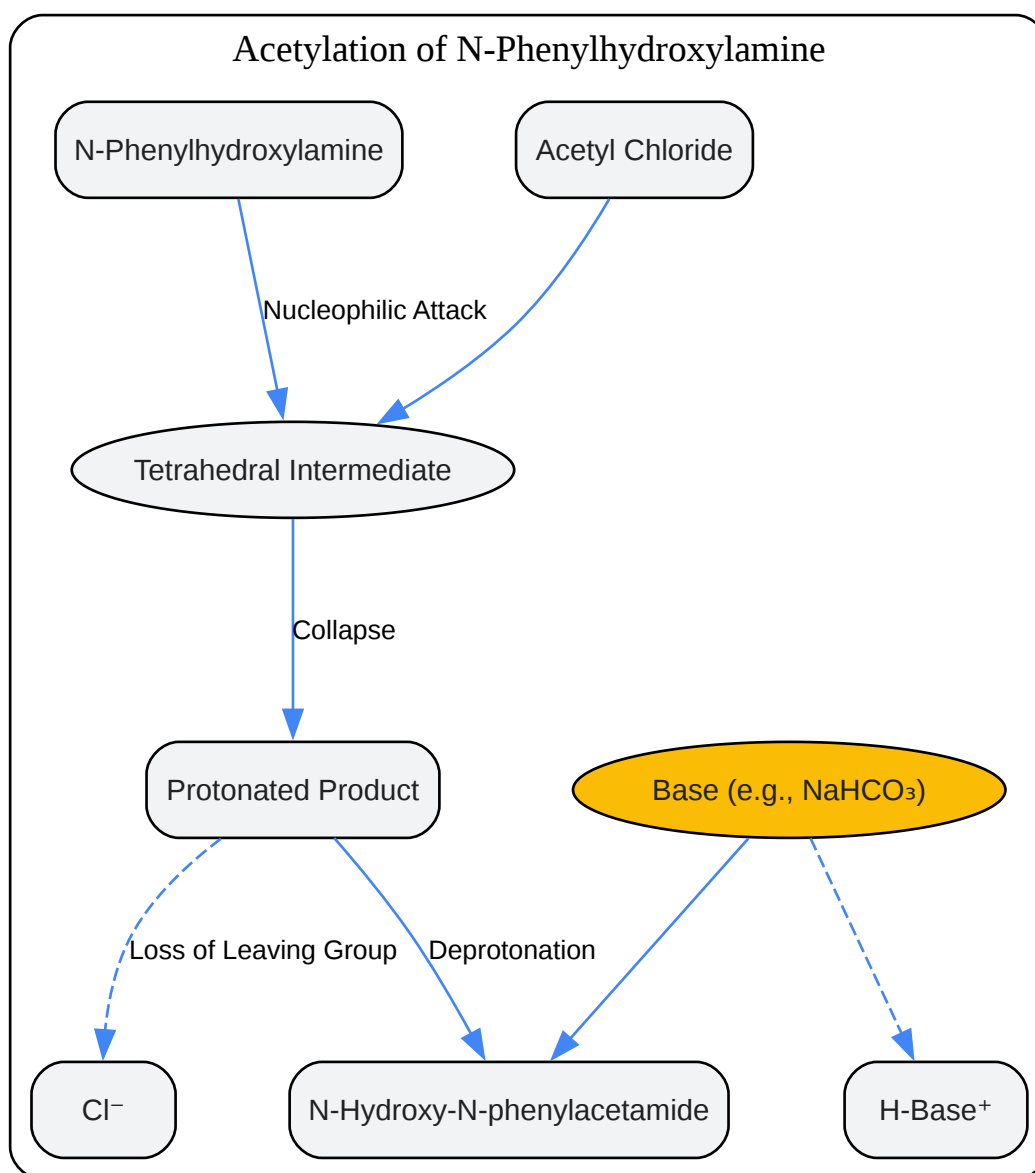 Acetylation of N-Phenylhydroxylamine
N-Phenylhydroxylamine
Acetyl Chloride
Nucleophilic Attack
Tetrahedral Intermediate
Collapse
Protonated Product
Base (e.g., NaHCO₃)
Loss of Leaving Group
Deprotonation
Cl⁻
N-Hydroxy-N-phenylacetamide
H-Base⁺